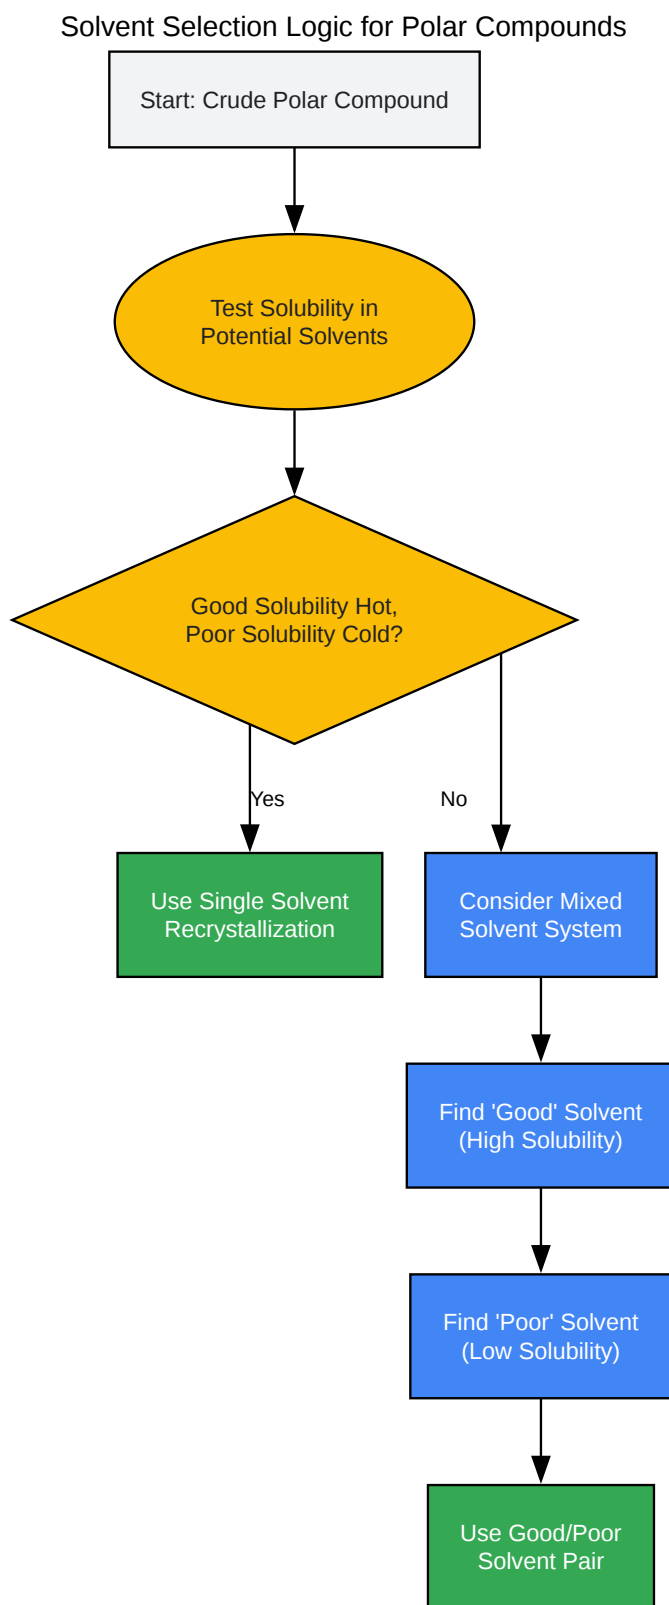 Solvent Selection Logic for Polar Compounds
Start: Crude Polar Compound
Test Solubility in
Potential Solvents
Good Solubility Hot,
Poor Solubility Cold?
Yes
No
Use Single Solvent
Recrystallization
Consider Mixed
Solvent System
Find 'Good' Solvent
(High Solubility)
Find 'Poor' Solvent
(Low Solubility)
Use Good/Poor
Solvent Pair